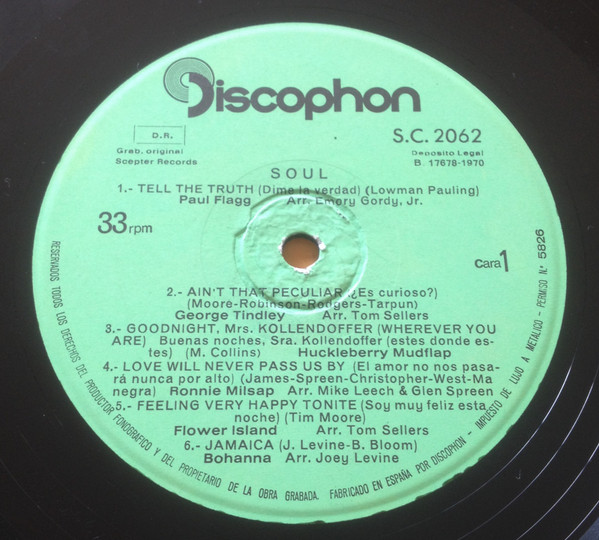 Discophon
D.R.
Grab. original
Scepter Records
S.C. 2062
Deposito Legal
B. 17678-1970
SOUL
1.- TELL THE TRUTH (Dime la verdad) (Lowman Pauling)
Paul Flagg Arr. Emory Gordy, Jr.
33 rpm
Cara 1
2.- AIN'T THAT PECULIAR (¿Es curioso?)
(Moore-Robinson-Rodgers-Tarpun)
George Tindley Arr. Tom Sellers
3.- GOODNIGHT, Mrs. KOLLENDOFFER (WHEREVER YOU
ARE) Buenas noches, Sra. Kollendoffer (estes donde es-
tes) (M. Collins) Huckleberry Mudflap
4.- LOVE WILL NEVER PASS US BY (El amor no nos pasa-
rá nunca por alto) (James-Spreen-Christopher-West-Ma
negra) Ronnie Milsap Arr. Mike Leech & Glen Spreen
5.- FEELING VERY HAPPY TONITE (Soy muy feliz esta
noche) (Tim Moore)
Flower Island Arr. Tom Sellers
6.- JAMAICA (J. Levine-B. Bloom)
Bohanna Arr. Joey Levine
RESERVADOS TODOS LOS DERECHOS DEL PRODUCTOR FONOGRAFICO Y DEL PROPIETARIO DE LA OBRA GRABADA. FABRICADO EN ESPAÑA POR DISCOPHON - IMPUESTO DE LUJO A METALICO - PERMISO N.º 5826